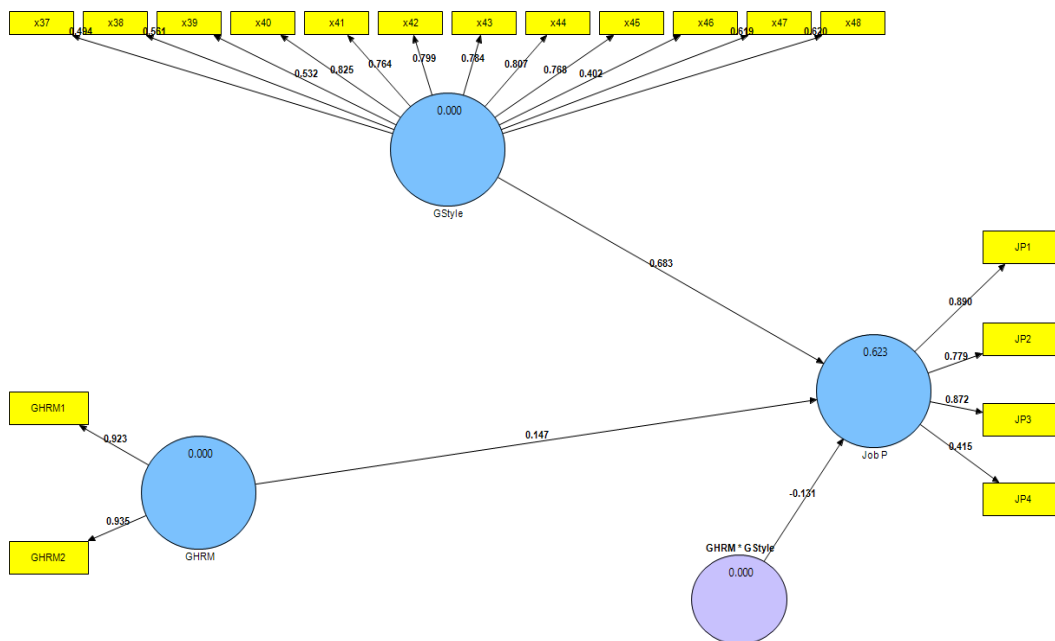 x37
x38
x39
x40
x41
x42
x43
x44
x45
x46
x47
x48
0.494
0.561
0.532
0.825
0.764
0.799
0.784
0.807
0.768
0.402
0.619
0.620
0.000
GStyle
0.683
JP1
0.890
JP2
0.779
0.623
0.872
JP3
Job P
0.415
JP4
GHRM1
0.923
0.147
0.000
-0.131
0.935
GHRM2
GHRM
GHRM * GStyle
0.000